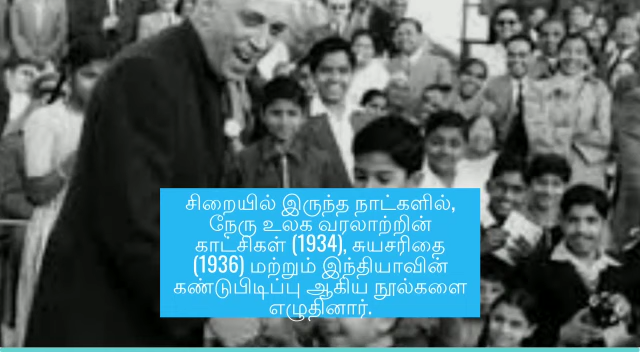 சிறையில் இருந்த நாட்களில்,
நேரு உலக வரலாற்றின்
காட்சிகள் (1934), சுயசரிதை
(1936) மற்றும் இந்தியாவின்
கண்டுபிடிப்பு ஆகிய நூல்களை
எழுதினார்.